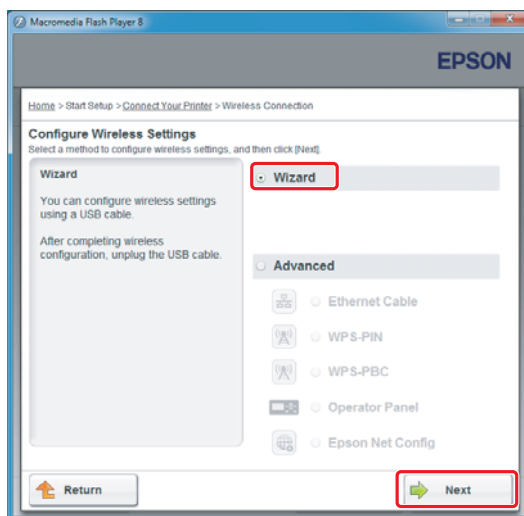 Macromedia Flash Player 8
EPSON
Home > Start Setup > Connect Your Printer > Wireless Connection
Configure Wireless Settings
Select a method to configure wireless settings, and then click [Next].
Wizard
You can configure wireless settings
using a USB cable.
After completing wireless
configuration, unplug the USB cable.
Wizard
Advanced
Ethernet Cable
WPS-PIN
WPS-PBC
Operator Panel
Epson Net Config
Return
Next